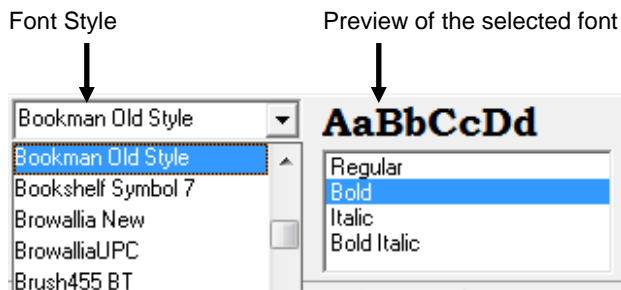 Font Style
Preview of the selected font
Bookman Old Style
AaBbCcDd
Bookman Old Style
Bookshelf Symbol 7
Browallia New
BrowalliaUPC
Brush455 BT
Regular
Bold
Italic
Bold Italic